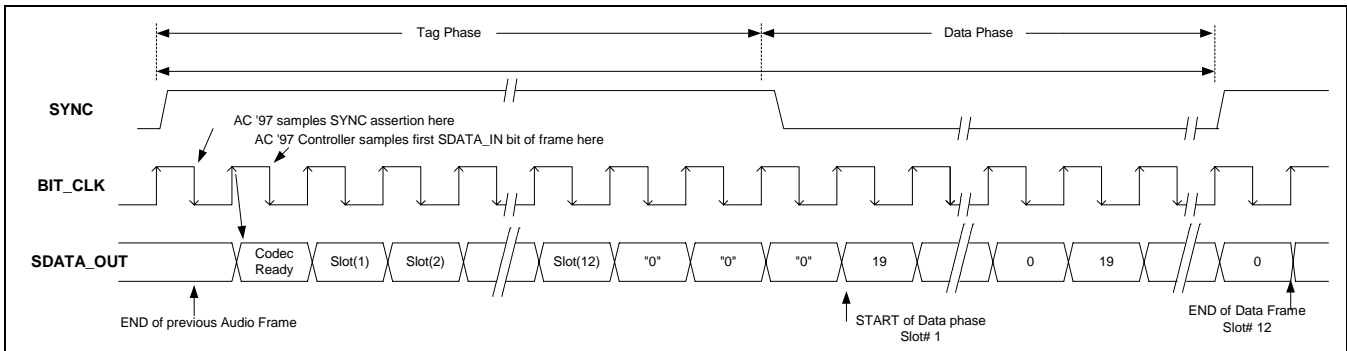 Tag Phase
Data Phase
SYNC
AC '97 samples SYNC assertion here
AC '97 Controller samples first SDATA_IN bit of frame here
BIT_CLK
SDATA_OUT
Codec
Ready
Slot(1)
Slot(2)
Slot(12)
"0"
"0"
"0"
19
0
19
0
END of previous Audio Frame
START of Data phase
Slot# 1
END of Data Frame
Slot# 12